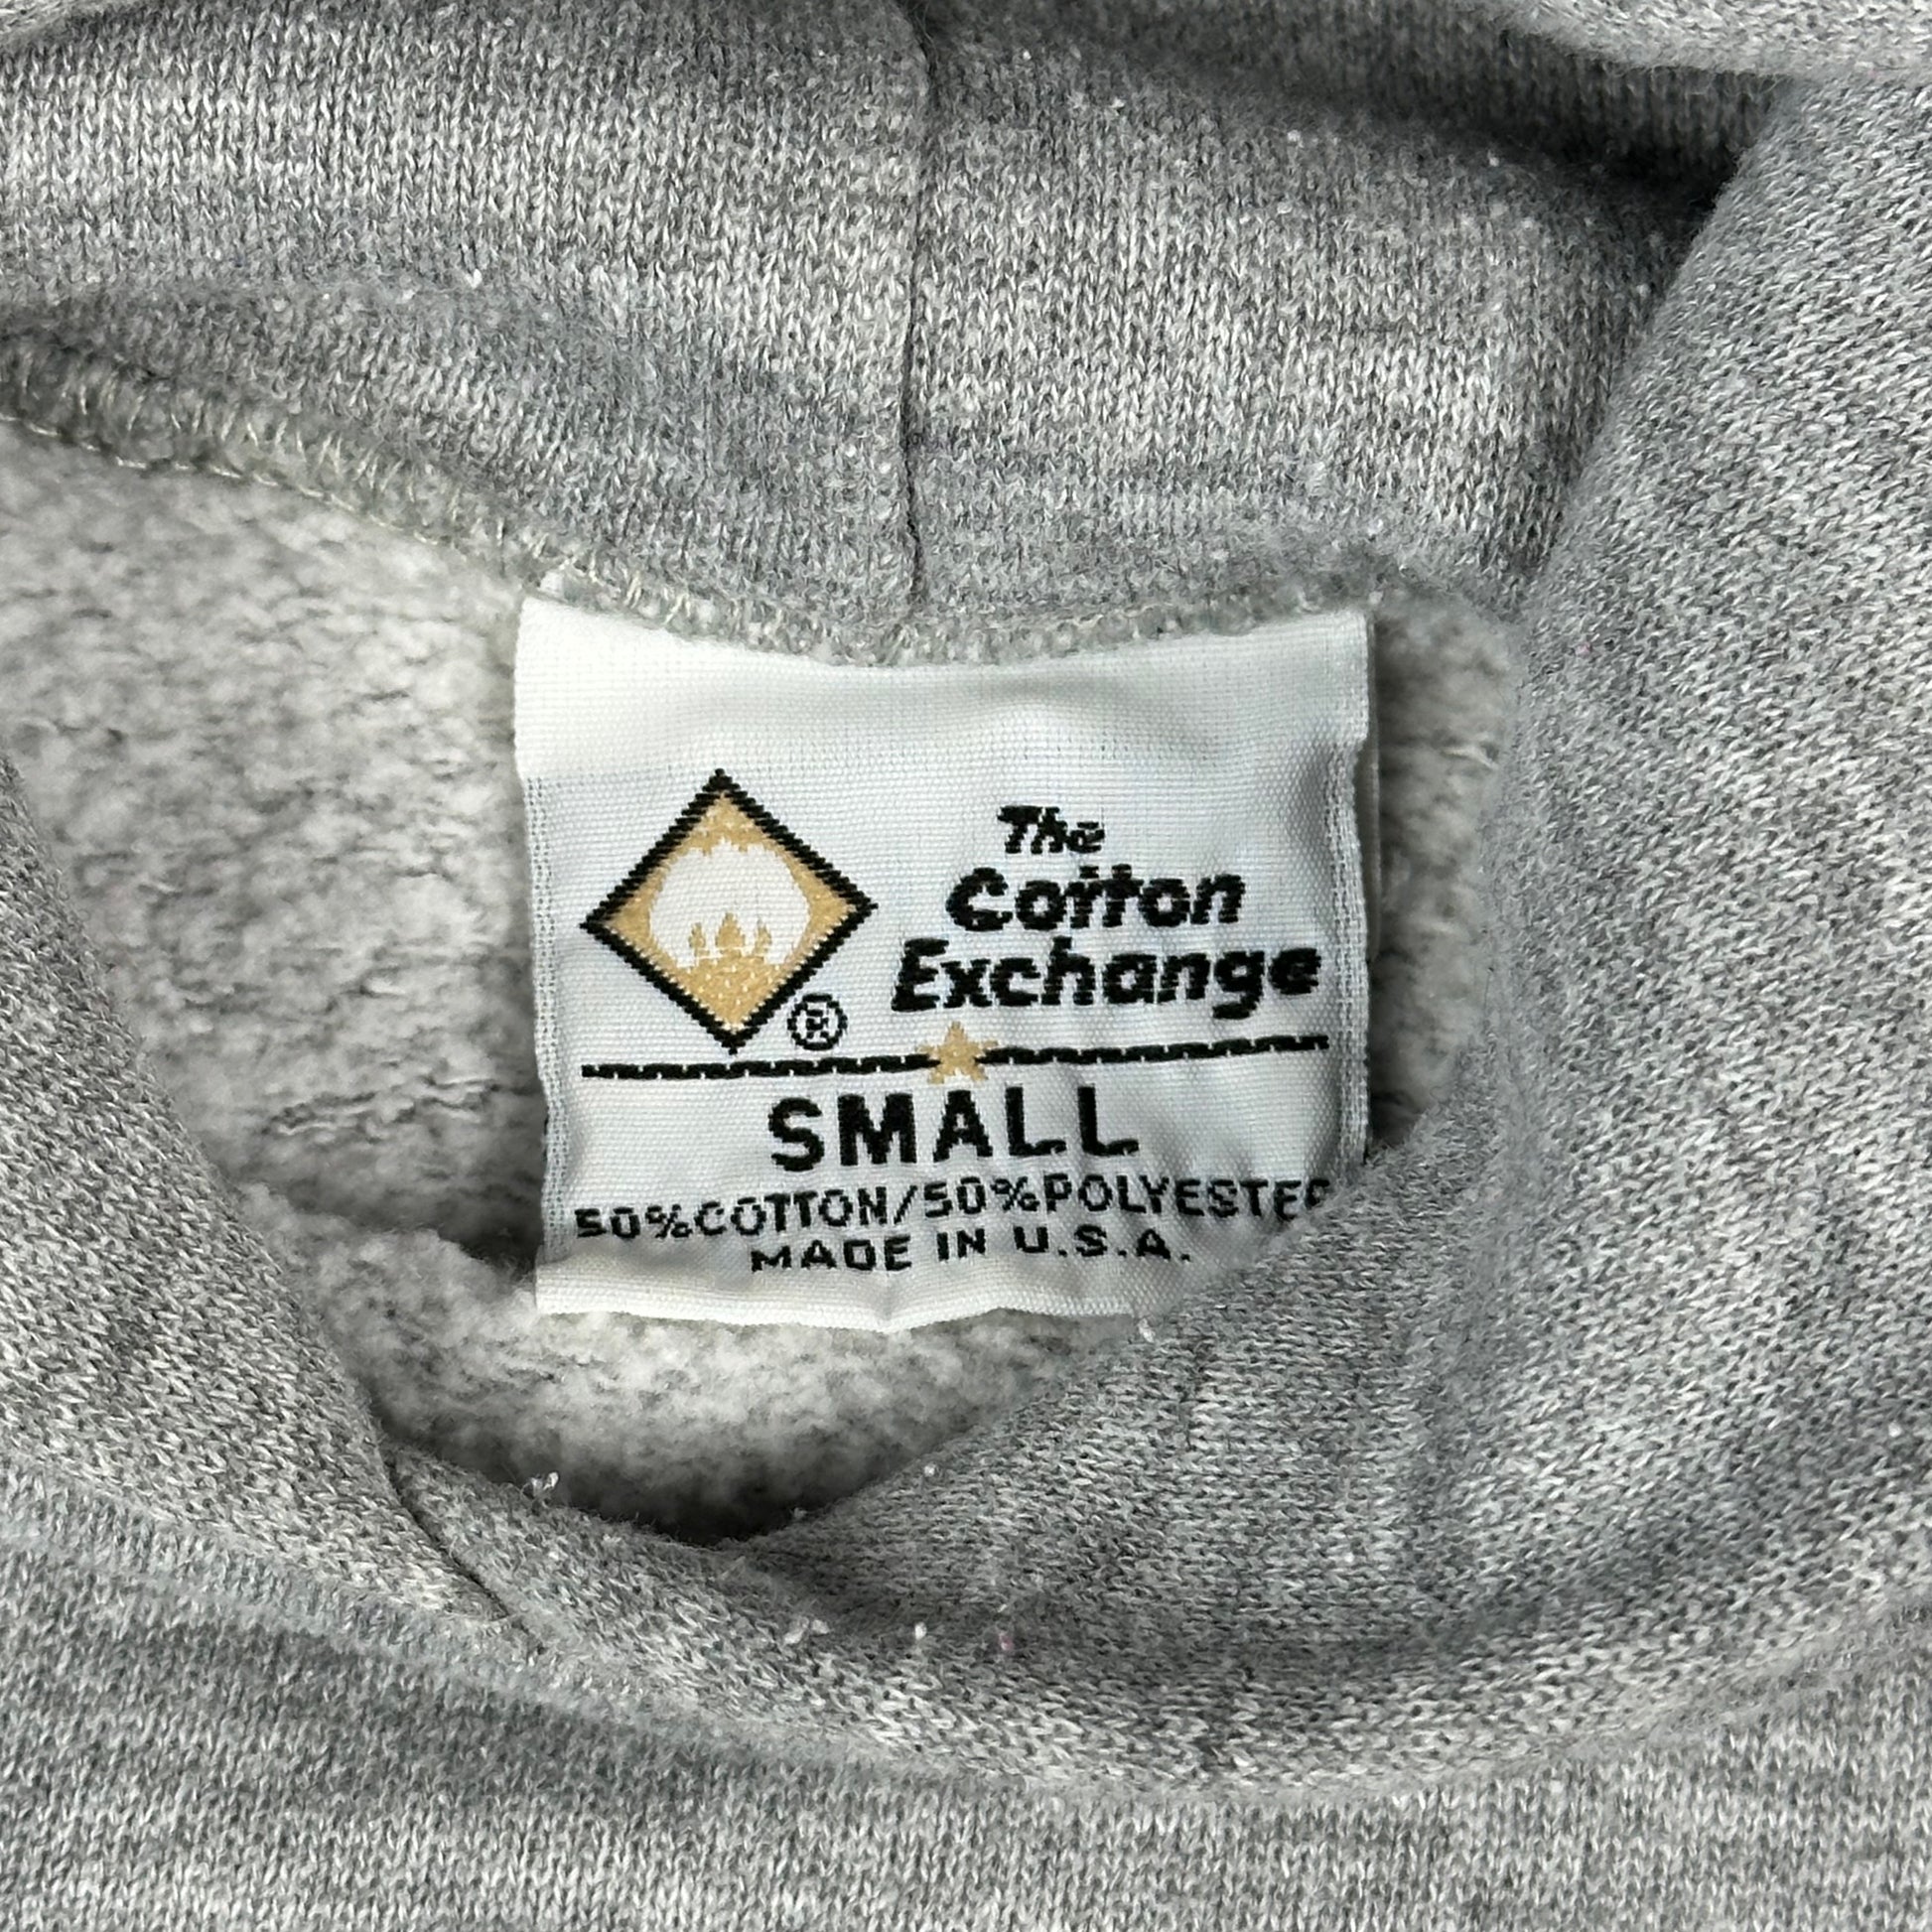 The
Cotton
Exchange
®
SMALL
50%COTTON/50%POLYESTER
MADE IN U.S.A.